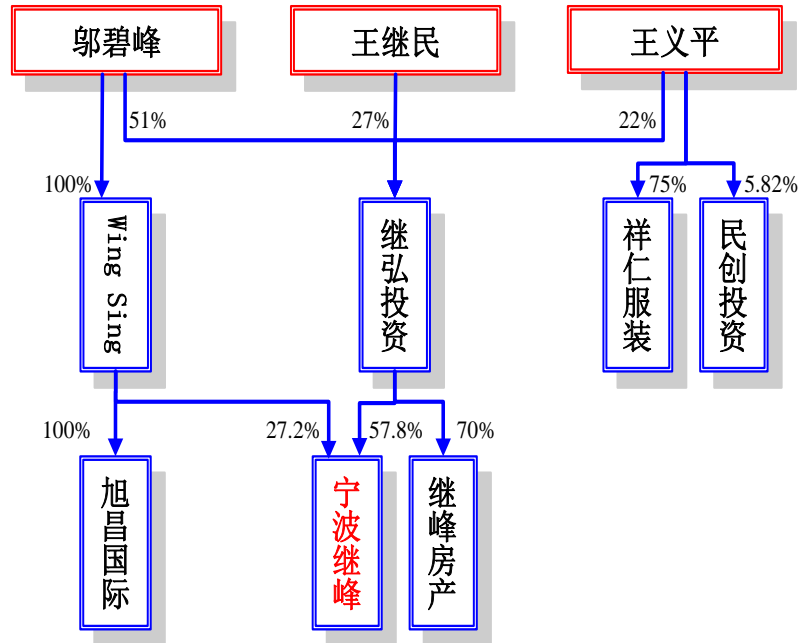 邬碧峰
王继民
王义平
51%
27%
22%
100%
75%
5.82%
Wing Sing
继弘投资
祥仁服装
民创投资
100%
27.2%
57.8%
70%
旭昌国际
宁波继峰
继峰房产